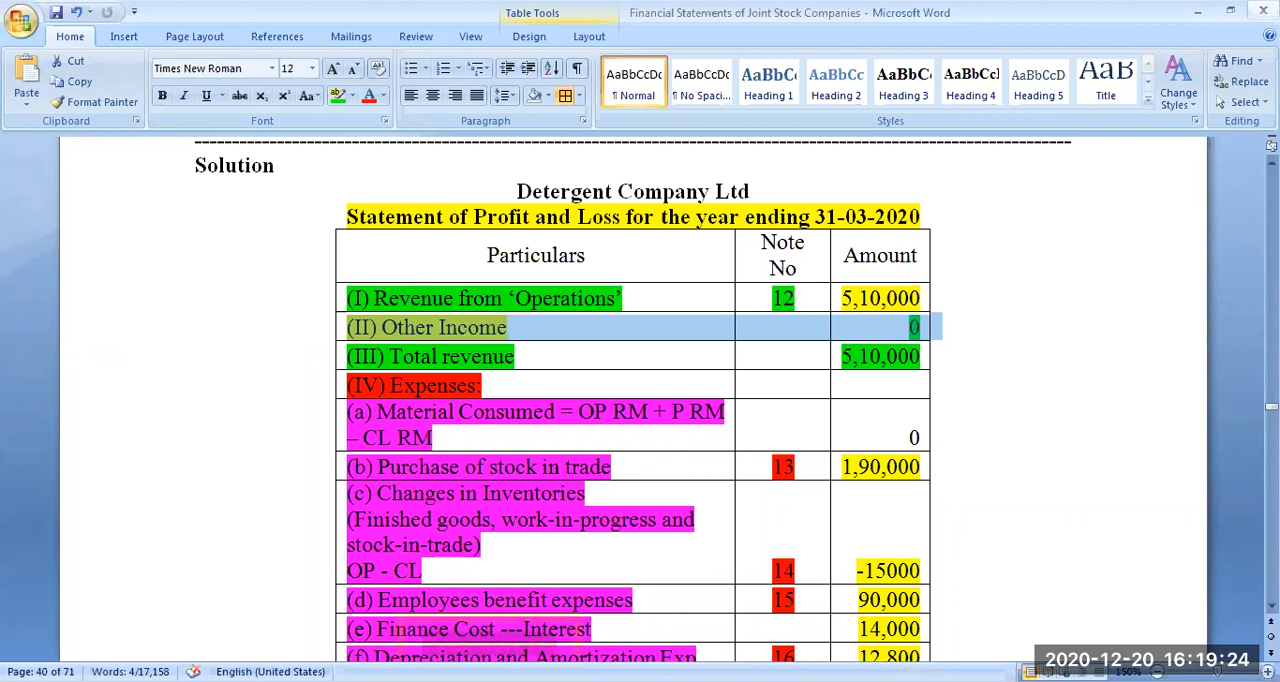 Table Tools
Financial Statements of Joint Stock Companies - Microsoft Word
Home Insert Page Layout References Mailings Review View Design Layout
Paste
Cut
Copy
Format Painter
Clipboard
Times New Roman 12
Font
Paragraph
AaBbCcDc AaBbCcDc AaBbC AaBbCc AaBbCc AaBbCcI AaBbCcD AaB
¶ Normal ¶ No Spaci... Heading 1 Heading 2 Heading 3 Heading 4 Heading 5 Title
Change Styles
Styles
Find
Replace
Select
Editing
Solution
Detergent Company Ltd
Statement of Profit and Loss for the year ending 31-03-2020
Particulars Note No Amount
(I) Revenue from ‘Operations’ 12 5,10,000
(II) Other Income 0
(III) Total revenue 5,10,000
(IV) Expenses:
(a) Material Consumed = OP RM + P RM
– CL RM 0
(b) Purchase of stock in trade 13 1,90,000
(c) Changes in Inventories
(Finished goods, work-in-progress and
stock-in-trade)
OP - CL 14 -15000
(d) Employees benefit expenses 15 90,000
(e) Finance Cost ---Interest 14,000
(f) Depreciation and Amortization Exp 16 12,800
Page: 40 of 71 Words: 4/17,158 English (United States) 150%
2020-12-20 16:19:24